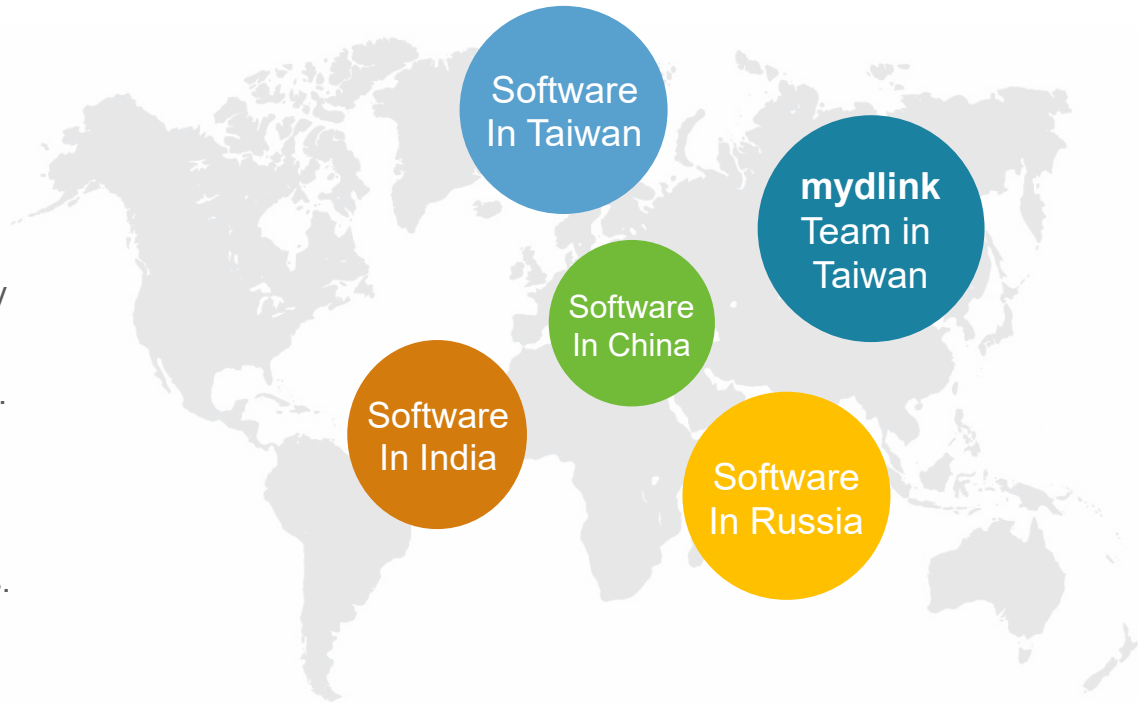 Software
In Taiwan
mydlink
Team in
Taiwan
Software
In China
Software
In India
Software
In Russia